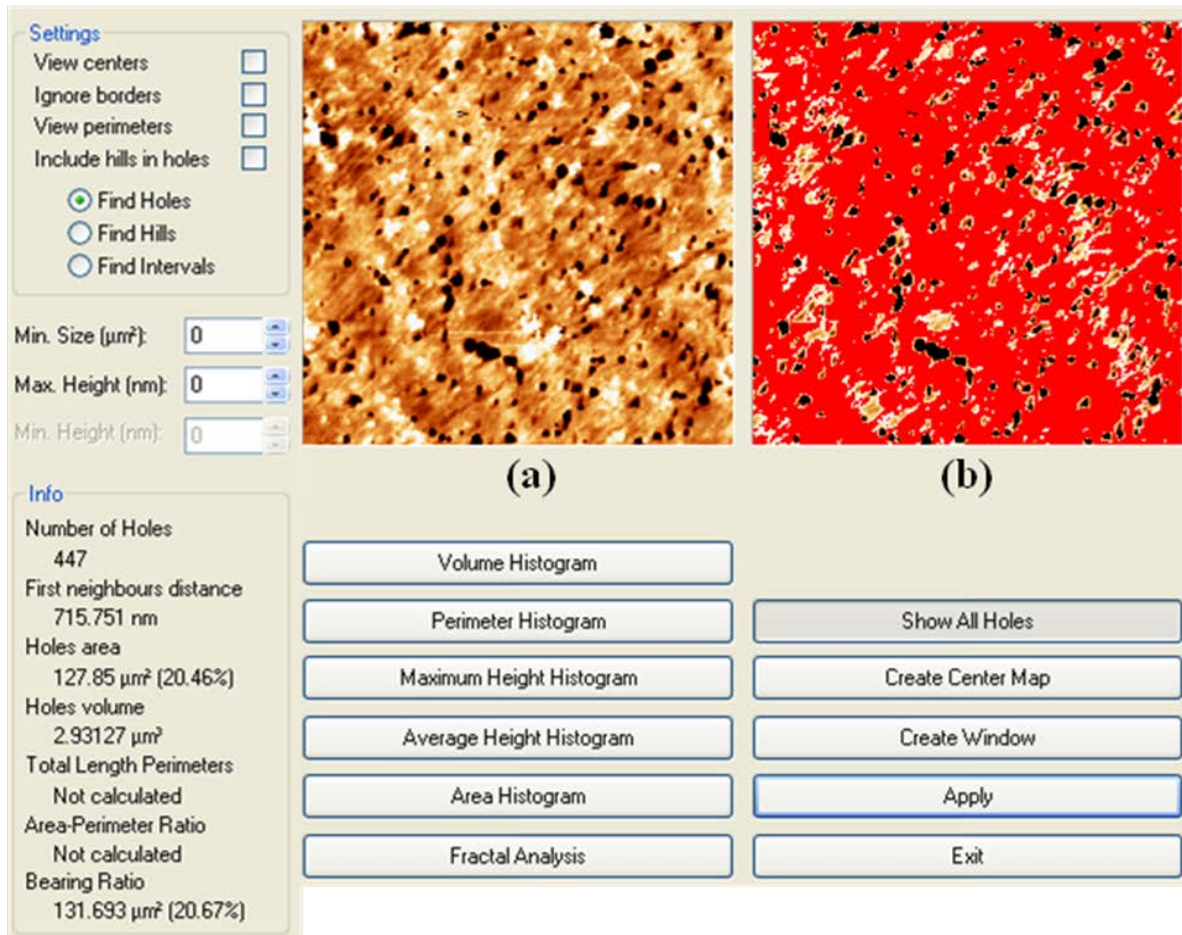 Settings
View centers
Ignore borders
View perimeters
Include hills in holes
Find Holes
Find Hills
Find Intervals
Min. Size (µm²): 0
Max. Height (nm): 0
Min. Height (nm): 0
Info
Number of Holes
447
First neighbours distance
715.751 nm
Holes area
127.85 µm² (20.46%)
Holes volume
2.93127 µm³
Total Length Perimeters
Not calculated
Area-Perimeter Ratio
Not calculated
Bearing Ratio
131.693 µm² (20.67%)
(a)
(b)
Volume Histogram
Perimeter Histogram
Show All Holes
Maximum Height Histogram
Create Center Map
Average Height Histogram
Create Window
Area Histogram
Apply
Fractal Analysis
Exit